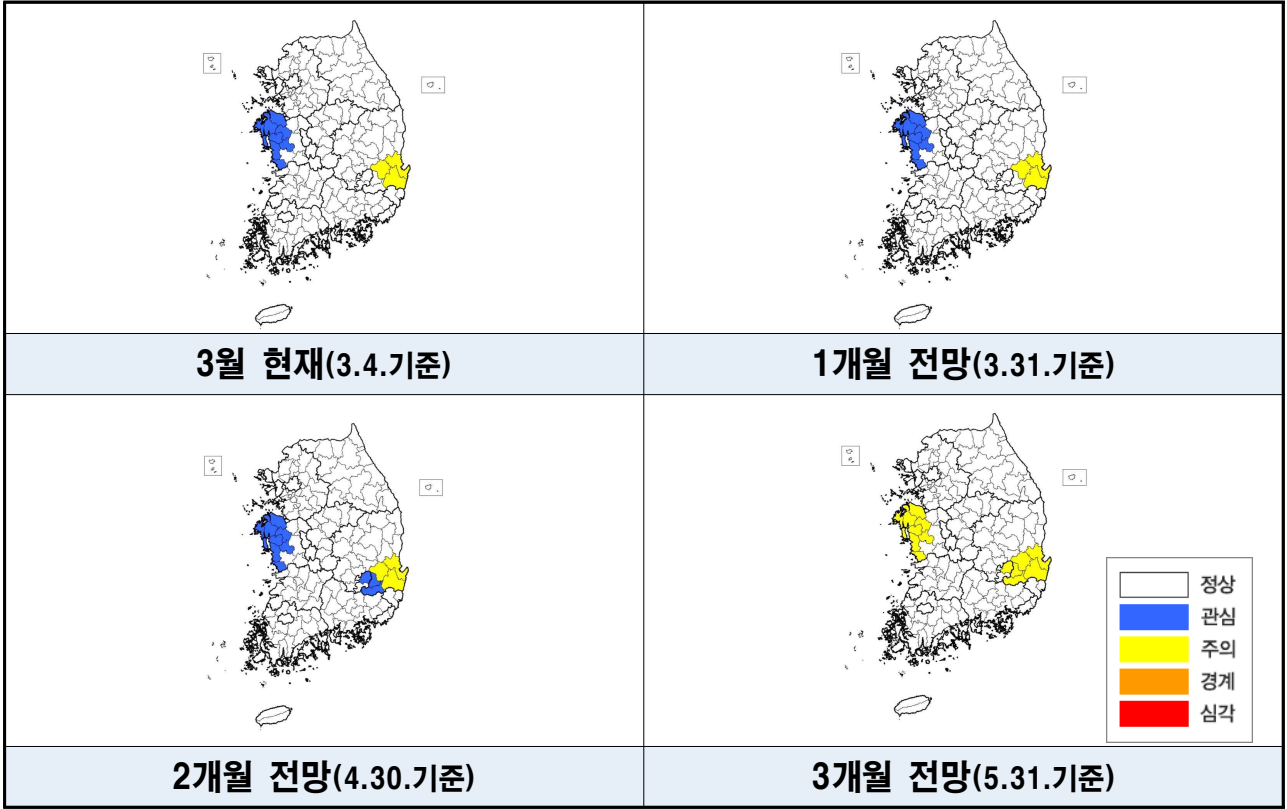 3월 현재(3.4.기준)
1개월 전망(3.31.기준)
정상
관심
주의
경계
심각
2개월 전망(4.30.기준)
3개월 전망(5.31.기준)